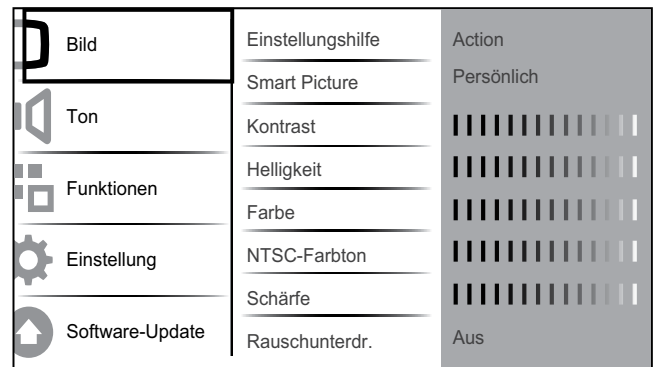 Bild
Ton
Funktionen
Einstellung
Software-Update
Einstellungshilfe
Smart Picture
Kontrast
Helligkeit
Farbe
NTSC-Farbton
Schärfe
Rauschunterdr.
Action
Persönlich
Aus